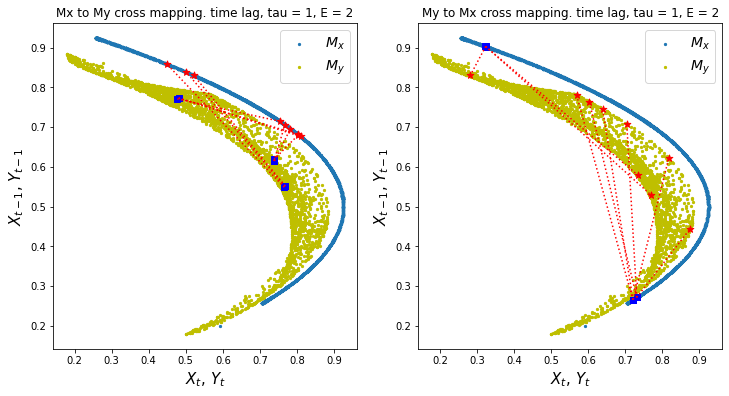 Mx to My cross mapping. time lag, tau = 1, E = 2
0.9
0.8
0.7
0.6
0.5
0.4
0.3
0.2
0.2 0.3 0.4 0.5 0.6 0.7 0.8 0.9
X_{t-1}, Y_{t-1}
X_t, Y_t
M_x
M_y
My to Mx cross mapping. time lag, tau = 1, E = 2
0.9
0.8
0.7
0.6
0.5
0.4
0.3
0.2
0.2 0.3 0.4 0.5 0.6 0.7 0.8 0.9
X_{t-1}, Y_{t-1}
X_t, Y_t
M_x
M_y